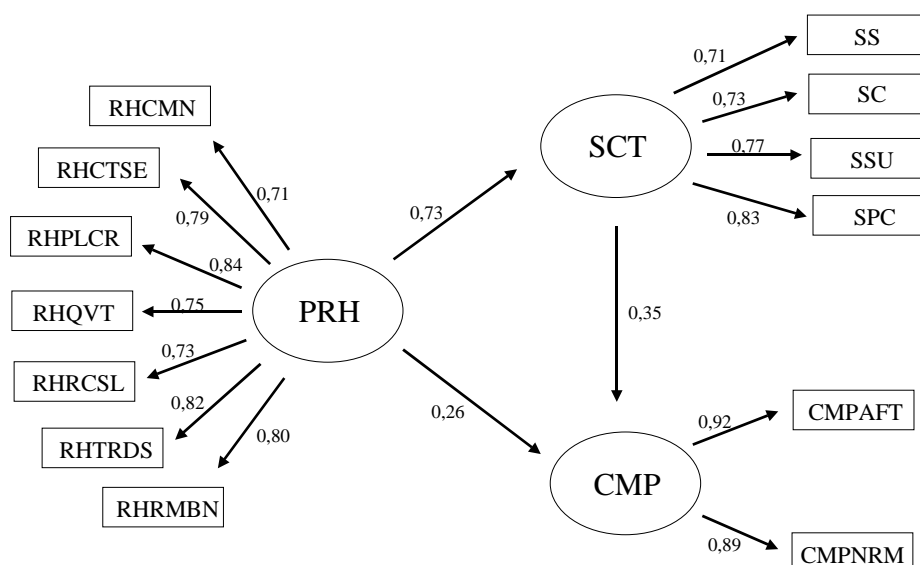 SS
0,71
SC
0,73
SSU
0,77
SPC
0,83
SCT
RHCMN
0,71
RHCTSE
0,79
RHPLCR
0,84
RHQVT
0,75
RHRCSL
0,73
RHTRDS
0,82
RHRMBN
0,80
PRH
0,73
0,35
0,26
CMP
0,92
CMPAFT
0,89
CMPNRM